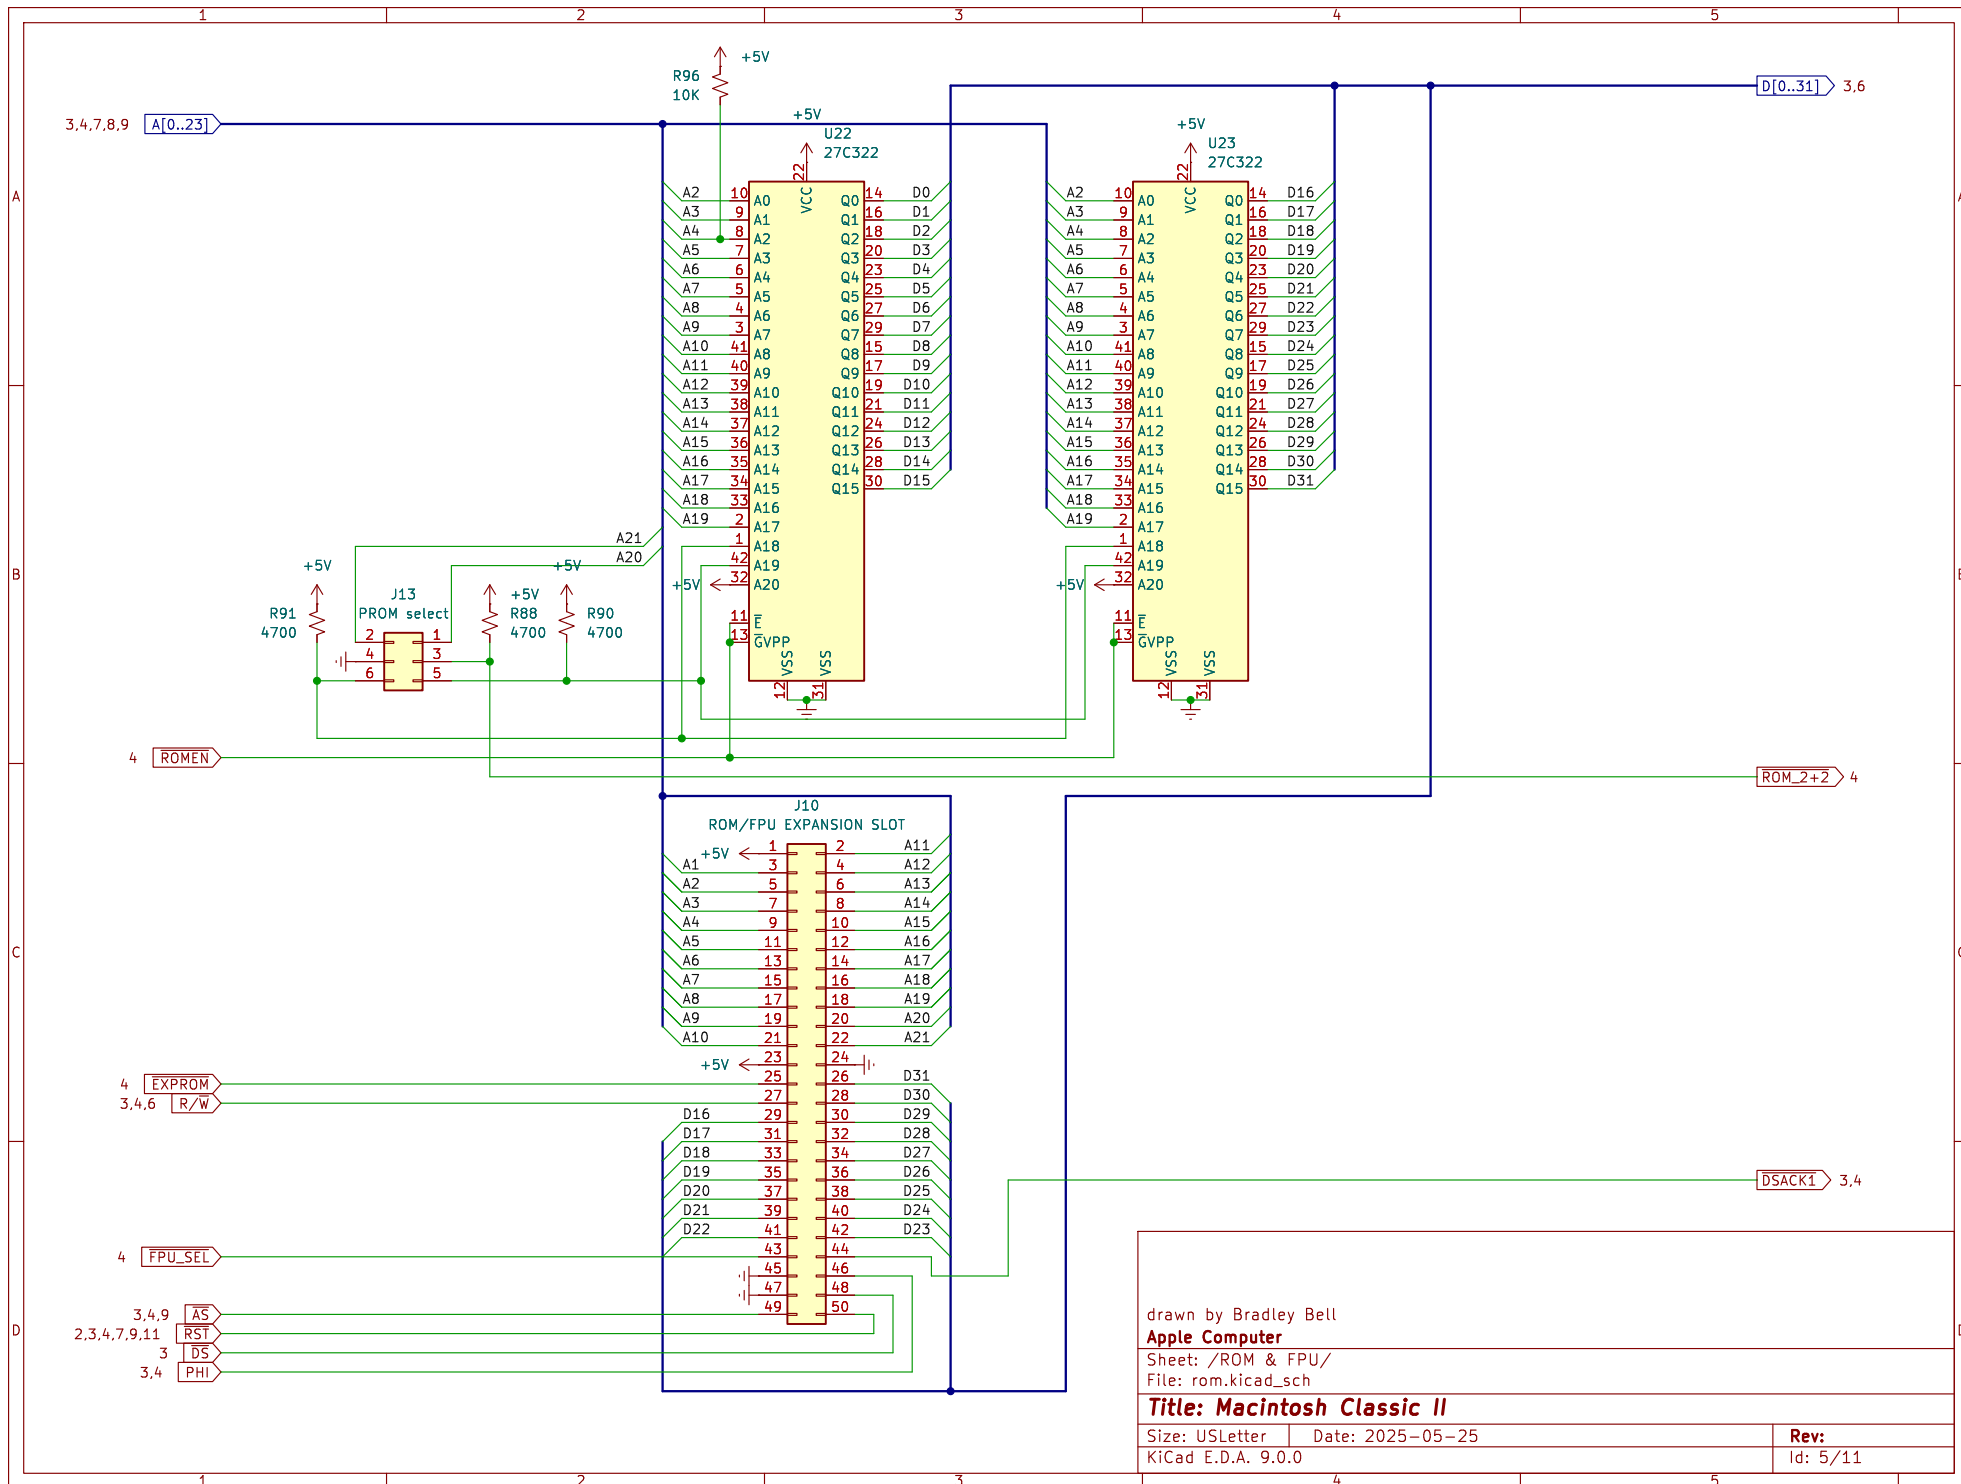 1 2 3 4 5
+5V
R96
10K
D[0..31] 3,6
3,4,7,8,9 A[0..23]
+5V
U22
27C322
+5V
U23
27C322
22 VCC
22 VCC
A A
A2 10 A0 Q0 14 D0
A3 9 A1 Q1 16 D1
A4 8 A2 Q2 18 D2
A5 7 A3 Q3 20 D3
A6 6 A4 Q4 23 D4
A7 5 A5 Q5 25 D5
A8 4 A6 Q6 27 D6
A9 3 A7 Q7 29 D7
A10 41 A8 Q8 15 D8
A11 40 A9 Q9 17 D9
A12 39 A10 Q10 19 D10
A13 38 A11 Q11 21 D11
A14 37 A12 Q12 24 D12
A15 36 A13 Q13 26 D13
A16 35 A14 Q14 28 D14
A17 34 A15 Q15 30 D15
A18 33 A16
A19 2 A17
1 A18
42 A19
+5V 32 A20
11 E
13 GVPP
12 VSS 31 VSS
A2 10 A0 Q0 14 D16
A3 9 A1 Q1 16 D17
A4 8 A2 Q2 18 D18
A5 7 A3 Q3 20 D19
A6 6 A4 Q4 23 D20
A7 5 A5 Q5 25 D21
A8 4 A6 Q6 27 D22
A9 3 A7 Q7 29 D23
A10 41 A8 Q8 15 D24
A11 40 A9 Q9 17 D25
A12 39 A10 Q10 19 D26
A13 38 A11 Q11 21 D27
A14 37 A12 Q12 24 D28
A15 36 A13 Q13 26 D29
A16 35 A14 Q14 28 D30
A17 34 A15 Q15 30 D31
A18 33 A16
A19 2 A17
1 A18
42 A19
+5V 32 A20
11 E
13 GVPP
12 VSS 31 VSS
A21
A20
B
+5V
R91
4700
J13
PROM select
2 1
4 3
6 5
+5V
R88
4700
+5V
R90
4700
4 ROMEN
ROM_2+2 4
J10
ROM/FPU EXPANSION SLOT
+5V 1 2 A11
A1 3 4 A12
A2 5 6 A13
A3 7 8 A14
A4 9 10 A15
A5 11 12 A16
A6 13 14 A17
A7 15 16 A18
A8 17 18 A19
A9 19 20 A20
A10 21 22 A21
+5V 23 24
25 26 D31
27 28 D30
D16 29 30 D29
D17 31 32 D28
D18 33 34 D27
D19 35 36 D26
D20 37 38 D25
D21 39 40 D24
D22 41 42 D23
43 44
45 46
47 48
49 50
C
4 EXPROM
3,4,6 R/W
DSACK1 3,4
4 FPU_SEL
3,4,9 AS
2,3,4,7,9,11 RST
3 DS
3,4 PHI
D
drawn by Bradley Bell
Apple Computer
Sheet: /ROM & FPU/
File: rom.kicad_sch
Title: Macintosh Classic II
Size: USLetter Date: 2025-05-25 Rev:
KiCad E.D.A. 9.0.0 Id: 5/11
1 2 3 4 5